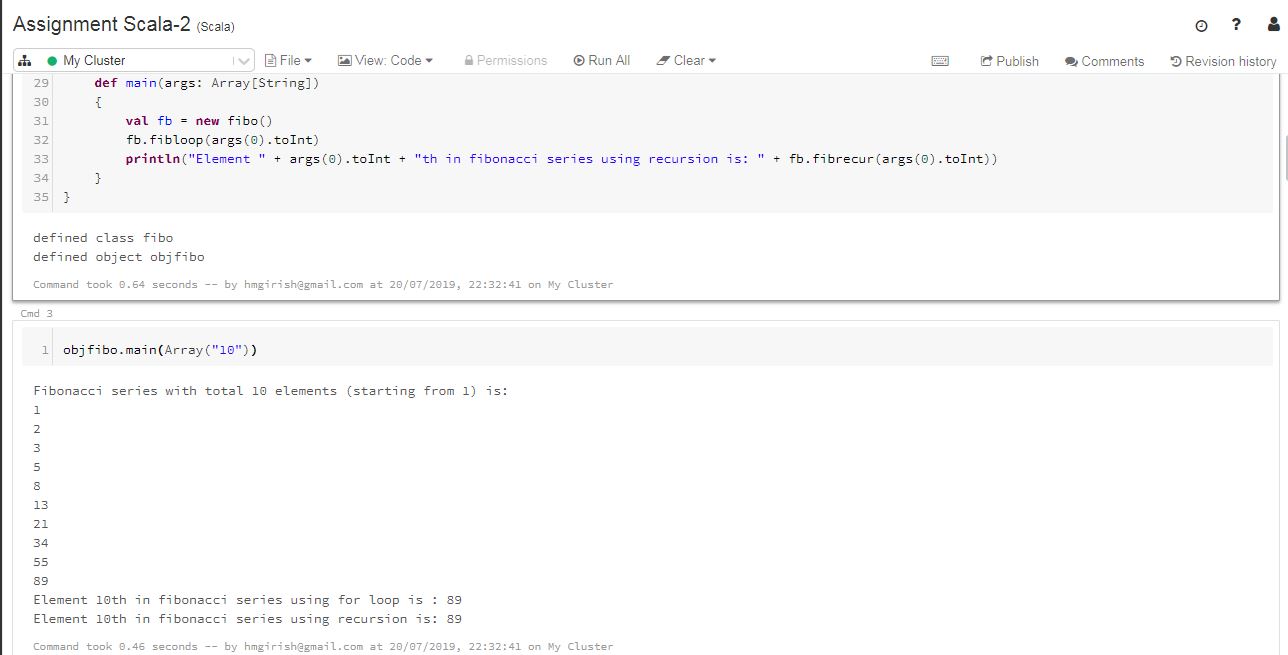 Assignment Scala-2 (Scala)
My Cluster File View: Code Permissions Run All Clear Publish Comments Revision history
29 def main(args: Array[String])
30 {
31 val fb = new fibo()
32 fb.fibloop(args(0).toInt)
33 println("Element " + args(0).toInt + "th in fibonacci series using recursion is: " + fb.fibrecur(args(0).toInt))
34 }
35 }
defined class fibo
defined object objfibo
Command took 0.64 seconds -- by hmgirish@gmail.com at 20/07/2019, 22:32:41 on My Cluster
Cmd 3
1 objfibo.main(Array("10"))
Fibonacci series with total 10 elements (starting from 1) is:
1
2
3
5
8
13
21
34
55
89
Element 10th in fibonacci series using for loop is : 89
Element 10th in fibonacci series using recursion is: 89
Command took 0.46 seconds -- by hmgirish@gmail.com at 20/07/2019, 22:32:41 on My Cluster